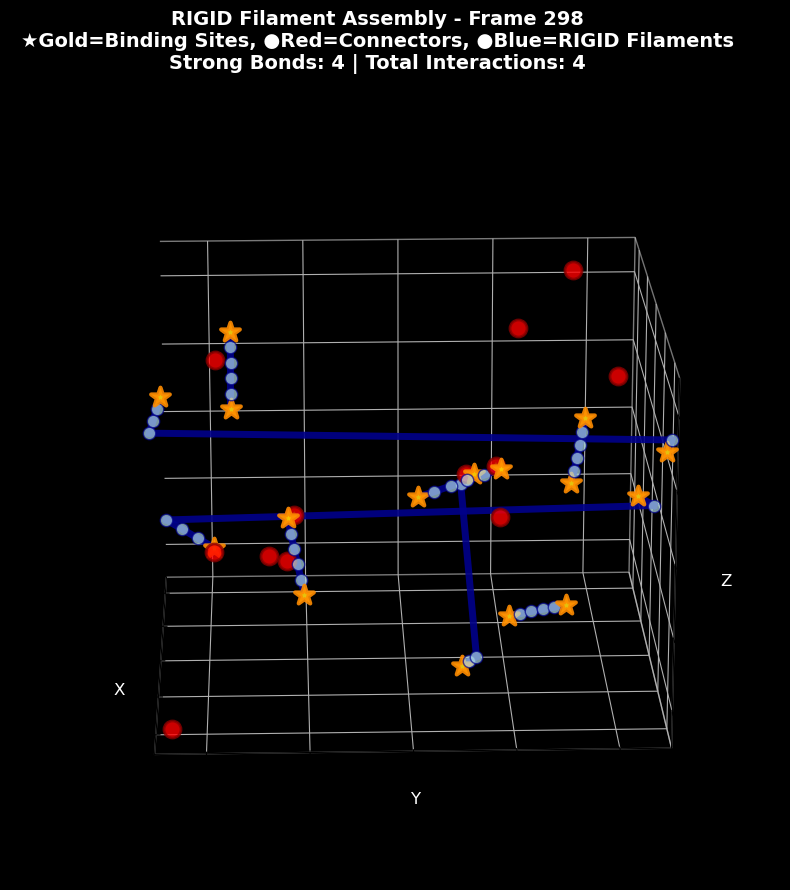 RIGID Filament Assembly - Frame 298
★Gold=Binding Sites, ●Red=Connectors, ●Blue=RIGID Filaments
Strong Bonds: 4 | Total Interactions: 4
Z
X
Y